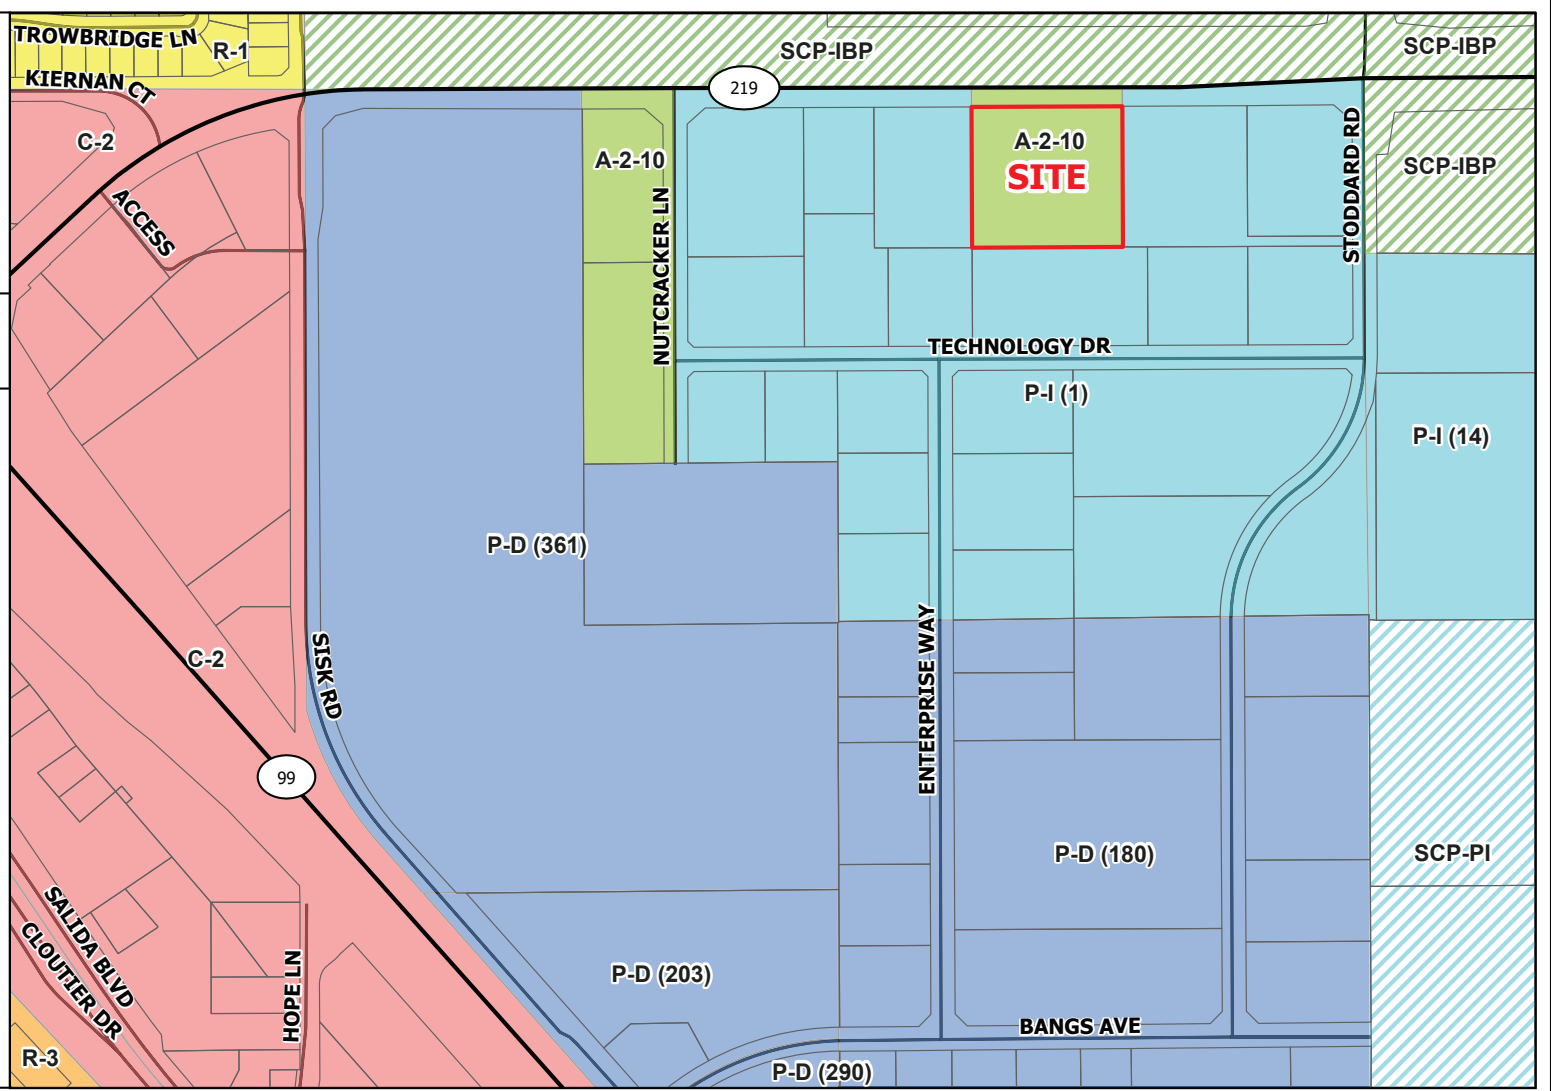 TROWBRIDGE LN
R-1
SCP-IBP
SCP-IBP
KIERNAN CT
219
C-2
A-2-10
A-2-10
SITE
STODDARD RD
SCP-IBP
ACCESS
NUTCRACKER LN
TECHNOLOGY DR
P-I (1)
P-I (14)
P-D (361)
C-2
SISK RD
ENTERPRISE WAY
99
P-D (180)
SCP-PI
SALIDA BLVD
CLOUTIER DR
HOPE LN
P-D (203)
BANGS AVE
R-3
P-D (290)